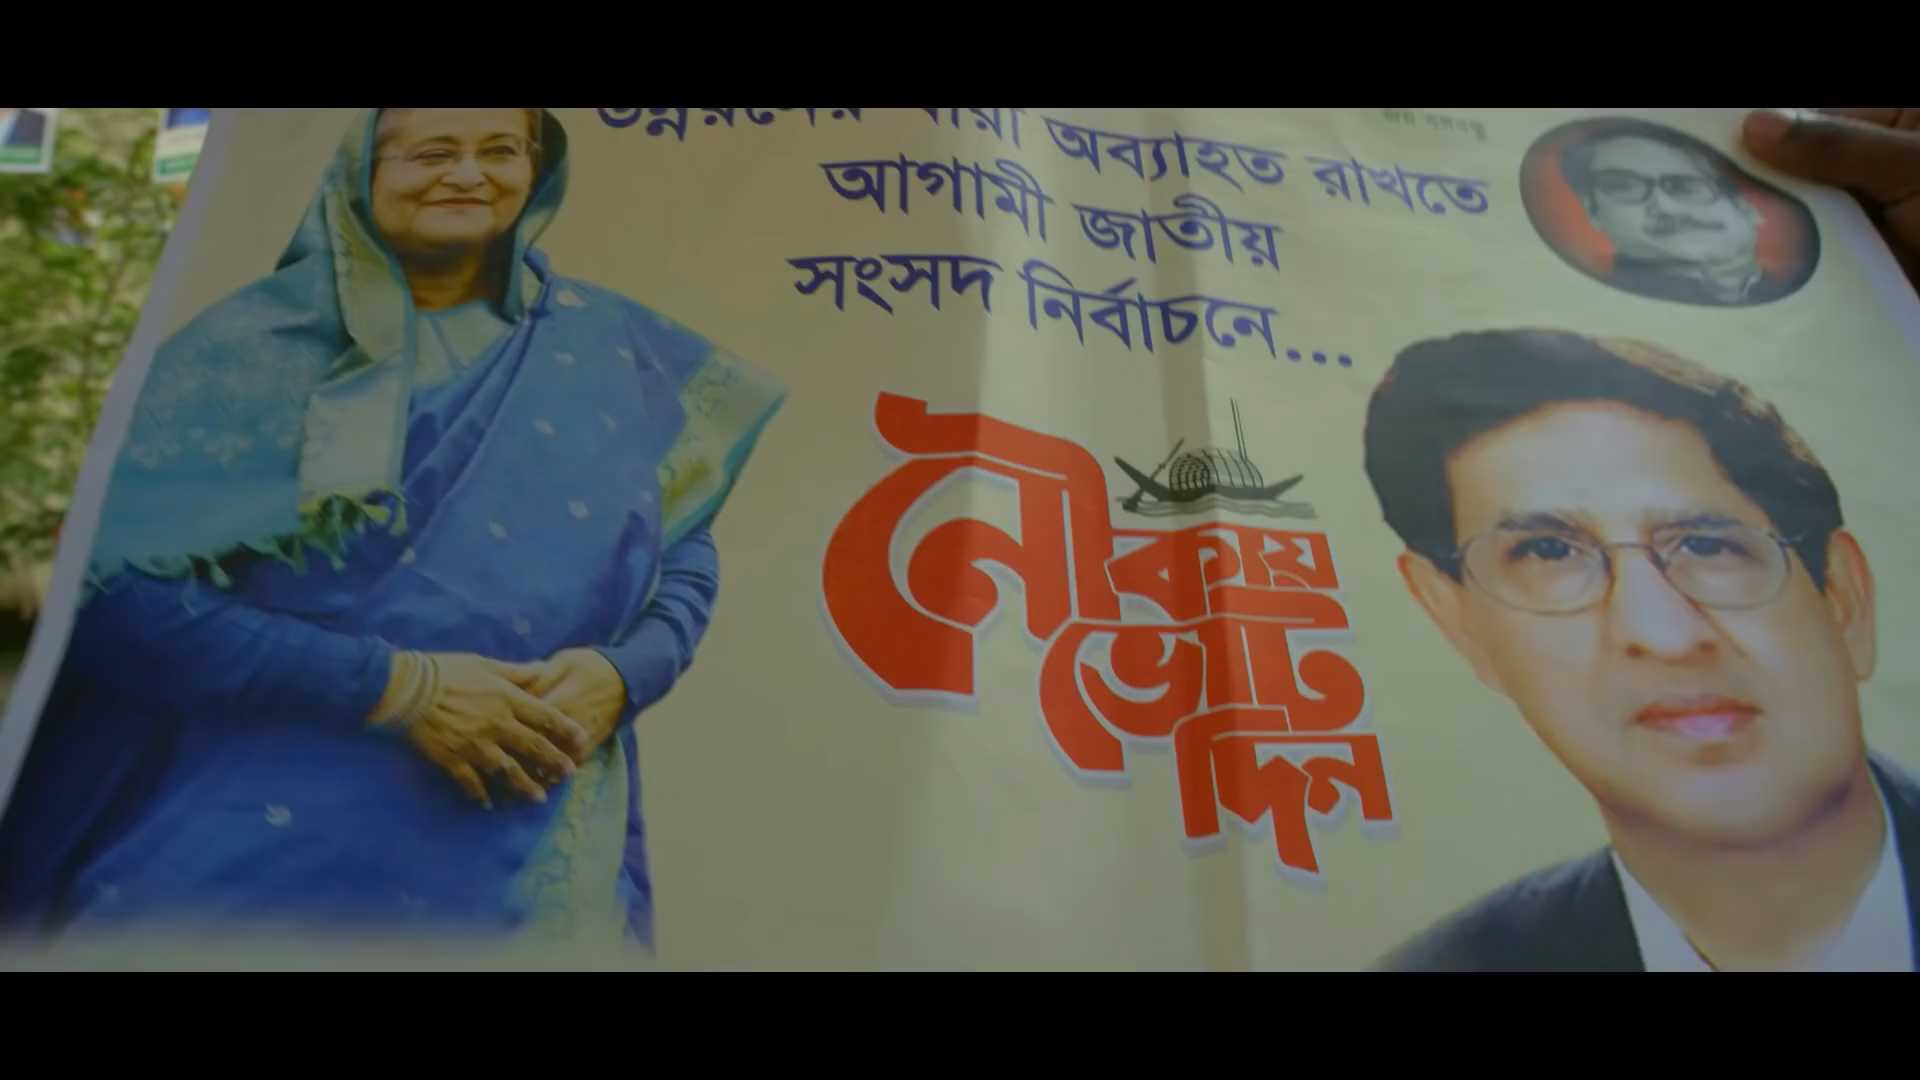 অব্যাহত রাখতে
আগামী জাতীয়
সংসদ নির্বাচনে...
নৌকায়
ভোট
দিন